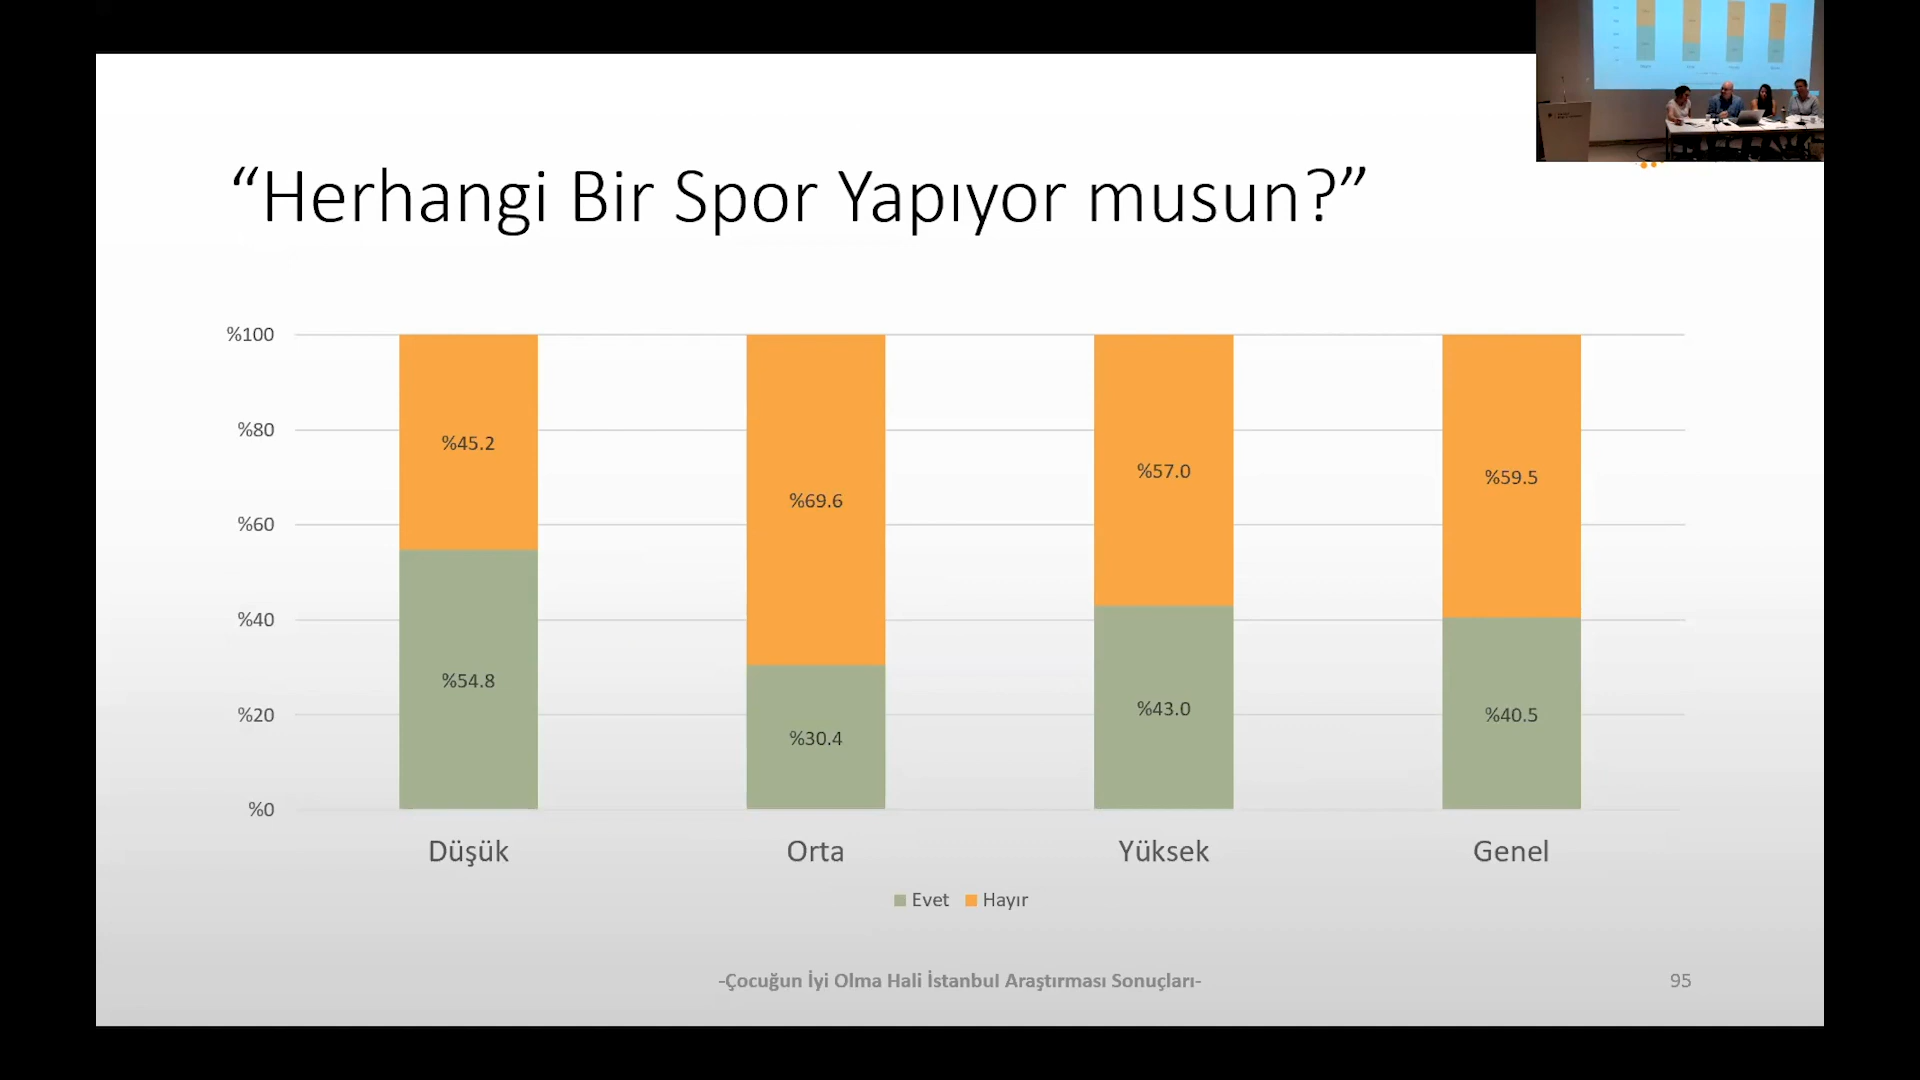 “Herhangi Bir Spor Yapıyor musun?”
%100
%80
%60
%40
%20
%0
%45.2
%54.8
%69.6
%30.4
%57.0
%43.0
%59.5
%40.5
Düşük
Orta
Yüksek
Genel
Evet
Hayır
-Çocuğun İyi Olma Hali İstanbul Araştırması Sonuçları-
95